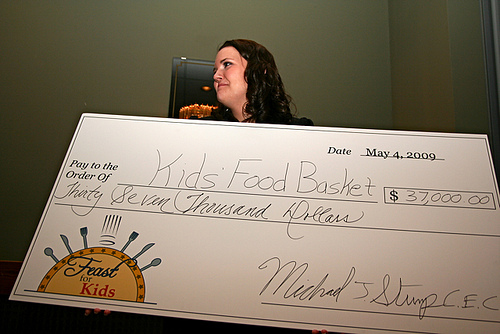 Date May 4, 2009
Pay to the
Order Of Kids' Food Basket $ 37,000.00
Thirty Seven Thousand Dollars
Feast
for
Kids
Michael J Stump C.E.C